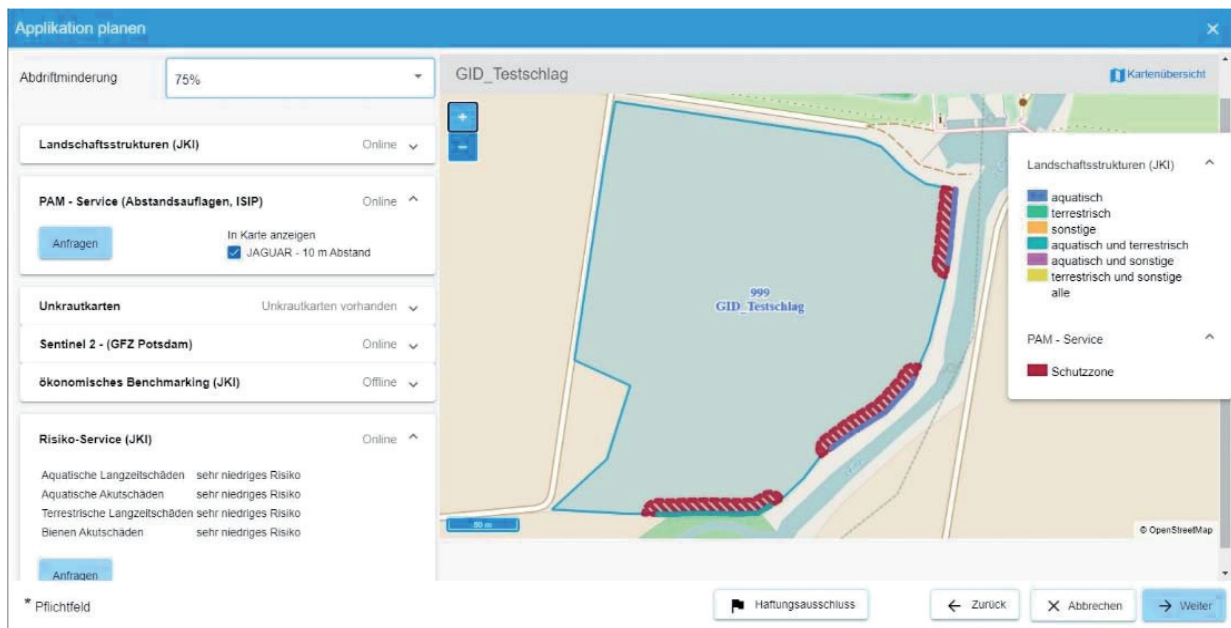 Applikation planen
Abdriftminderung
75%
Landschaftsstrukturen (JKI) Online
PAM - Service (Abstandsauflagen, ISIP) Online
Anfragen
In Karte anzeigen
JAGUAR - 10 m Abstand
Unkrautkarten Unkrautkarten vorhanden
Sentinel 2 - (GFZ Potsdam) Online
ökonomisches Benchmarking (JKI) Offline
Risiko-Service (JKI) Online
Aquatische Langzeitschäden sehr niedriges Risiko
Aquatische Akutschäden sehr niedriges Risiko
Terrestrische Langzeitschäden sehr niedriges Risiko
Bienen Akutschäden sehr niedriges Risiko
Anfragen
GID_Testschlag
Kartenübersicht
+
−
999
GID_Testschlag
50 m
Landschaftsstrukturen (JKI)
aquatisch
terrestrisch
sonstige
aquatisch und terrestrisch
aquatisch und sonstige
terrestrisch und sonstige
alle
PAM - Service
Schutzzone
© OpenStreetMap
* Pflichtfeld
Haftungsausschluss
Zurück
Abbrechen
Weiter